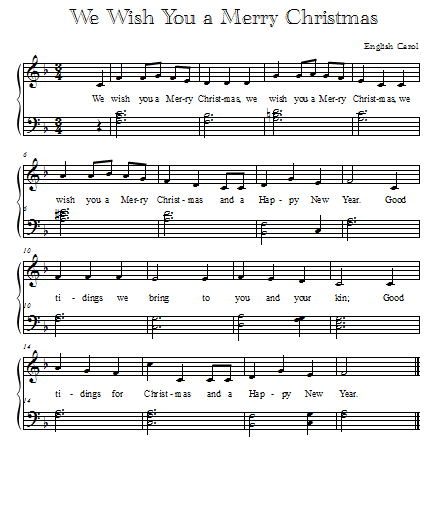 We Wish You a Merry Christmas
English Carol
3 4
We wish you a Mer-ry Christ-mas, we wish you a Mer-ry Christ-mas, we
3 4
6
wish you a Mer-ry Christ-mas and a Hap-py New Year. Good
6
10
ti-dings we bring to you and your kin; Good
10
14
ti-dings for Christ-mas and a Hap-py New Year.
14